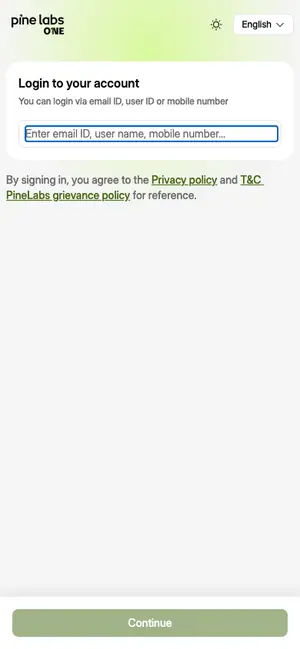 pine labs
ONE
English
Login to your account
You can login via email ID, user ID or mobile number
Enter email ID, user name, mobile number...
By signing in, you agree to the Privacy policy and T&C
PineLabs grievance policy for reference.
Continue